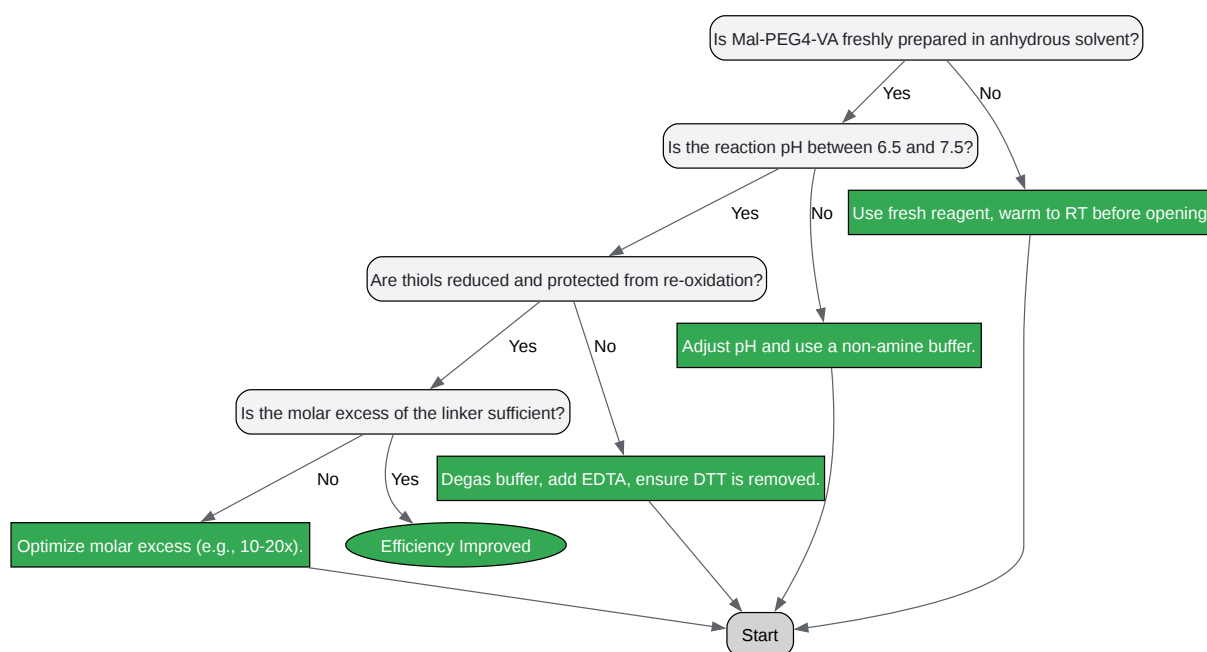 Is Mal-PEG4-VA freshly prepared in anhydrous solvent?
Yes
No
Is the reaction pH between 6.5 and 7.5?
Yes
No
Use fresh reagent, warm to RT before opening
Are thiols reduced and protected from re-oxidation?
Yes
No
Adjust pH and use a non-amine buffer.
Is the molar excess of the linker sufficient?
No
Yes
Degas buffer, add EDTA, ensure DTT is removed.
Optimize molar excess (e.g., 10-20x).
Efficiency Improved
Start